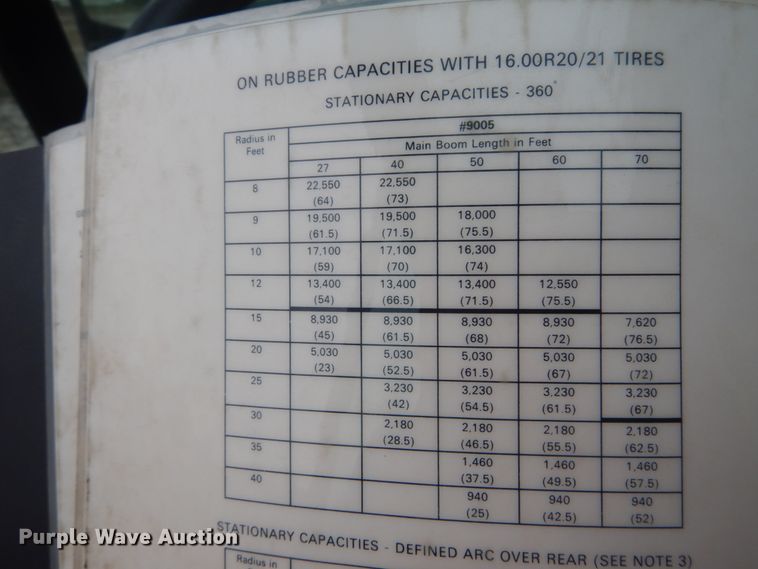 ON RUBBER CAPACITIES WITH 16.00R20/21 TIRES
STATIONARY CAPACITIES - 360°
Radius in Feet #9005
Main Boom Length in Feet
27 40 50 60 70
8 22,550 22,550
(64) (73)
9 19,500 19,500 18,000
(61.5) (71.5) (75.5)
10 17,100 17,100 16,300
(59) (70) (74)
12 13,400 13,400 13,400 12,550
(54) (66.5) (71.5) (75.5)
15 8,930 8,930 8,930 8,930 7,620
(45) (61.5) (68) (72) (76.5)
20 5,030 5,030 5,030 5,030 5,030
(23) (52.5) (61.5) (67) (72)
25 3,230 3,230 3,230 3,230
(42) (54.5) (61.5) (67)
30 2,180 2,180 2,180 2,180
(28.5) (46.5) (55.5) (62.5)
35 1,460 1,460 1,460
(37.5) (49.5) (57.5)
40 940 940 940
(25) (42.5) (52)
STATIONARY CAPACITIES - DEFINED ARC OVER REAR (SEE NOTE 3)
Radius in
Purple Wave Auction